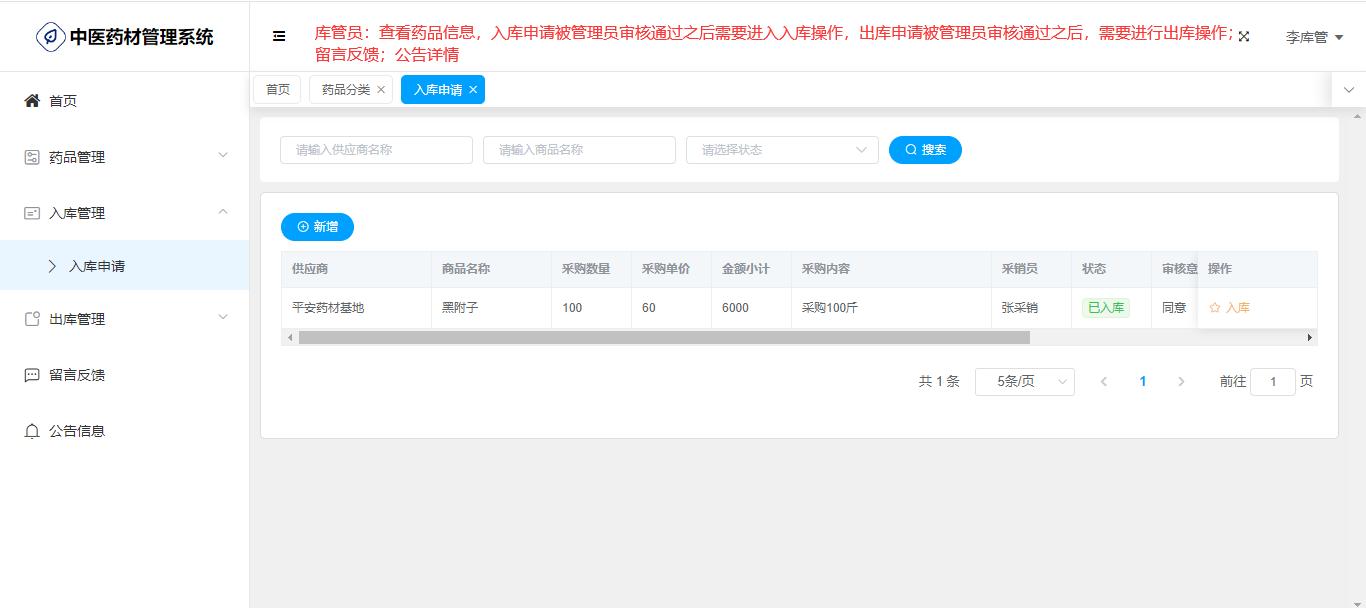 中医药材管理系统
库管员：查看药品信息，入库申请被管理员审核通过之后需要进入入库操作，出库申请被管理员审核通过之后，需要进行出库操作；
留言反馈；公告详情
李库管
首页
药品分类
入库申请
首页
药品管理
入库管理
入库申请
出库管理
留言反馈
公告信息
请输入供应商名称 请输入商品名称 请选择状态 搜索
新增
供应商 商品名称 采购数量 采购单价 金额小计 采购内容 采销员 状态 审核意 操作
平安药材基地 黑附子 100 60 6000 采购100斤 张采销 已入库 同意 入库
共 1 条 5条/页 1 前往 1 页